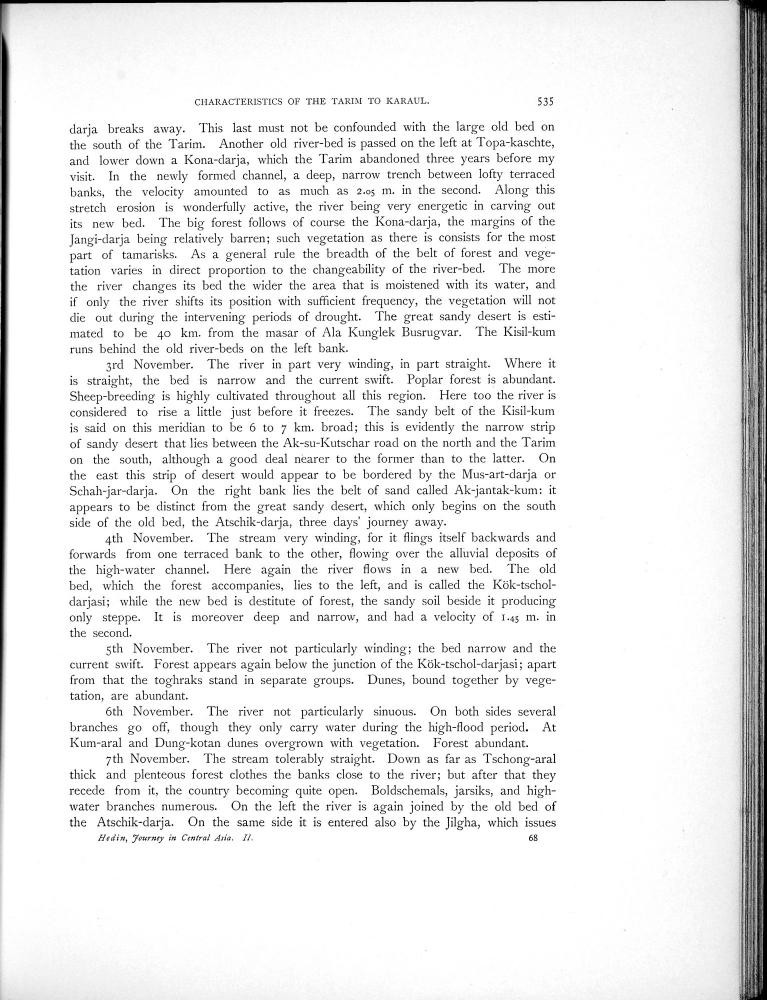 CHARACTERISTICS OF THE TARIM TO KARAUL. 535
darja breaks away. This last must not be confounded with the large old bed on
the south of the Tarim. Another old river-bed is passed on the left at Topa-kaschte,
and lower down a Kona-darja, which the Tarim abandoned three years before my
visit. In the newly formed channel, a deep, narrow trench between lofty terraced
banks, the velocity amounted to as much as 2.05 m. in the second. Along this
stretch erosion is wonderfully active, the river being very energetic in carving out
its new bed. The big forest follows of course the Kona-darja, the margins of the
Jangi-darja being relatively barren; such vegetation as there is consists for the most
part of tamarisks. As a general rule the breadth of the belt of forest and vege-
tation varies in direct proportion to the changeability of the river-bed. The more
the river changes its bed the wider the area that is moistened with its water, and
if only the river shifts its position with sufficient frequency, the vegetation will not
die out during the intervening periods of drought. The great sandy desert is esti-
mated to be 40 km. from the masar of Ala Kunglek Busrugvar. The Kisil-kum
runs behind the old river-beds on the left bank.
3rd November. The river in part very winding, in part straight. Where it
is straight, the bed is narrow and the current swift. Poplar forest is abundant.
Sheep-breeding is highly cultivated throughout all this region. Here too the river is
considered to rise a little just before it freezes. The sandy belt of the Kisil-kum
is said on this meridian to be 6 to 7 km. broad; this is evidently the narrow strip
of sandy desert that lies between the Ak-su-Kutschar road on the north and the Tarim
on the south, although a good deal nearer to the former than to the latter. On
the east this strip of desert would appear to be bordered by the Mus-art-darja or
Schah-jar-darja. On the right bank lies the belt of sand called Ak-jantak-kum: it
appears to be distinct from the great sandy desert, which only begins on the south
side of the old bed, the Atschik-darja, three days' journey away.
4th November. The stream very winding, for it flings itself backwards and
forwards from one terraced bank to the other, flowing over the alluvial deposits of
the high-water channel. Here again the river flows in a new bed. The old
bed, which the forest accompanies, lies to the left, and is called the Kök-tschol-
darjasi; while the new bed is destitute of forest, the sandy soil beside it producing
only steppe. It is moreover deep and narrow, and had a velocity of 1.45 m. in
the second.
5th November. The river not particularly winding; the bed narrow and the
current swift. Forest appears again below the junction of the Kök-tschol-darjasi; apart
from that the toghraks stand in separate groups. Dunes, bound together by vege-
tation, are abundant.
6th November. The river not particularly sinuous. On both sides several
branches go off, though they only carry water during the high-flood period. At
Kum-aral and Dung-kotan dunes overgrown with vegetation. Forest abundant.
7th November. The stream tolerably straight. Down as far as Tschong-aral
thick and plenteous forest clothes the banks close to the river; but after that they
recede from it, the country becoming quite open. Boldschemals, jarsiks, and high-
water branches numerous. On the left the river is again joined by the old bed of
the Atschik-darja. On the same side it is entered also by the Jilgha, which issues
Hedin, Journey in Central Asia. II. 68